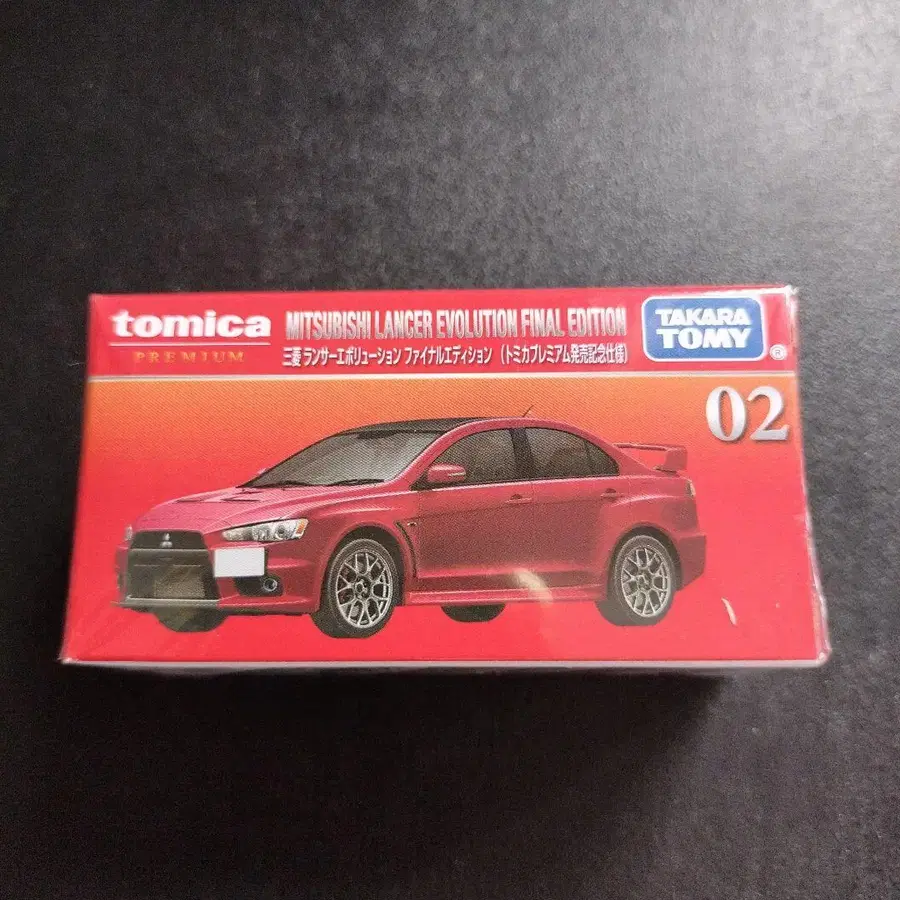 tomica
PREMIUM
MITSUBISHI LANCER EVOLUTION FINAL EDITION
三菱 ランサーエボリューション ファイナルエディション (トミカプレミアム発売記念仕様)
TAKARA
TOMY
®
02